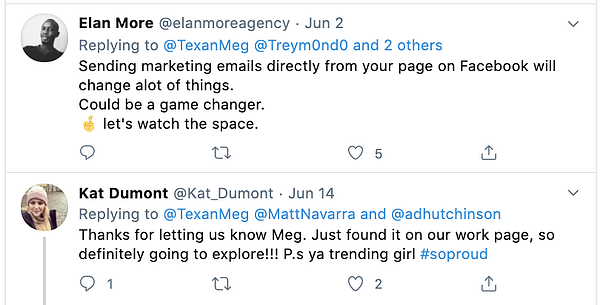 Elan More @elanmoreagency · Jun 2
Replying to @TexanMeg @Treym0nd0 and 2 others
Sending marketing emails directly from your page on Facebook will
change alot of things.
Could be a game changer.
🤞 let's watch the space.
5
Kat Dumont @Kat_Dumont · Jun 14
Replying to @TexanMeg @MattNavarra and @adhutchinson
Thanks for letting us know Meg. Just found it on our work page, so
definitely going to explore!!! P.s ya trending girl #soproud
1 2